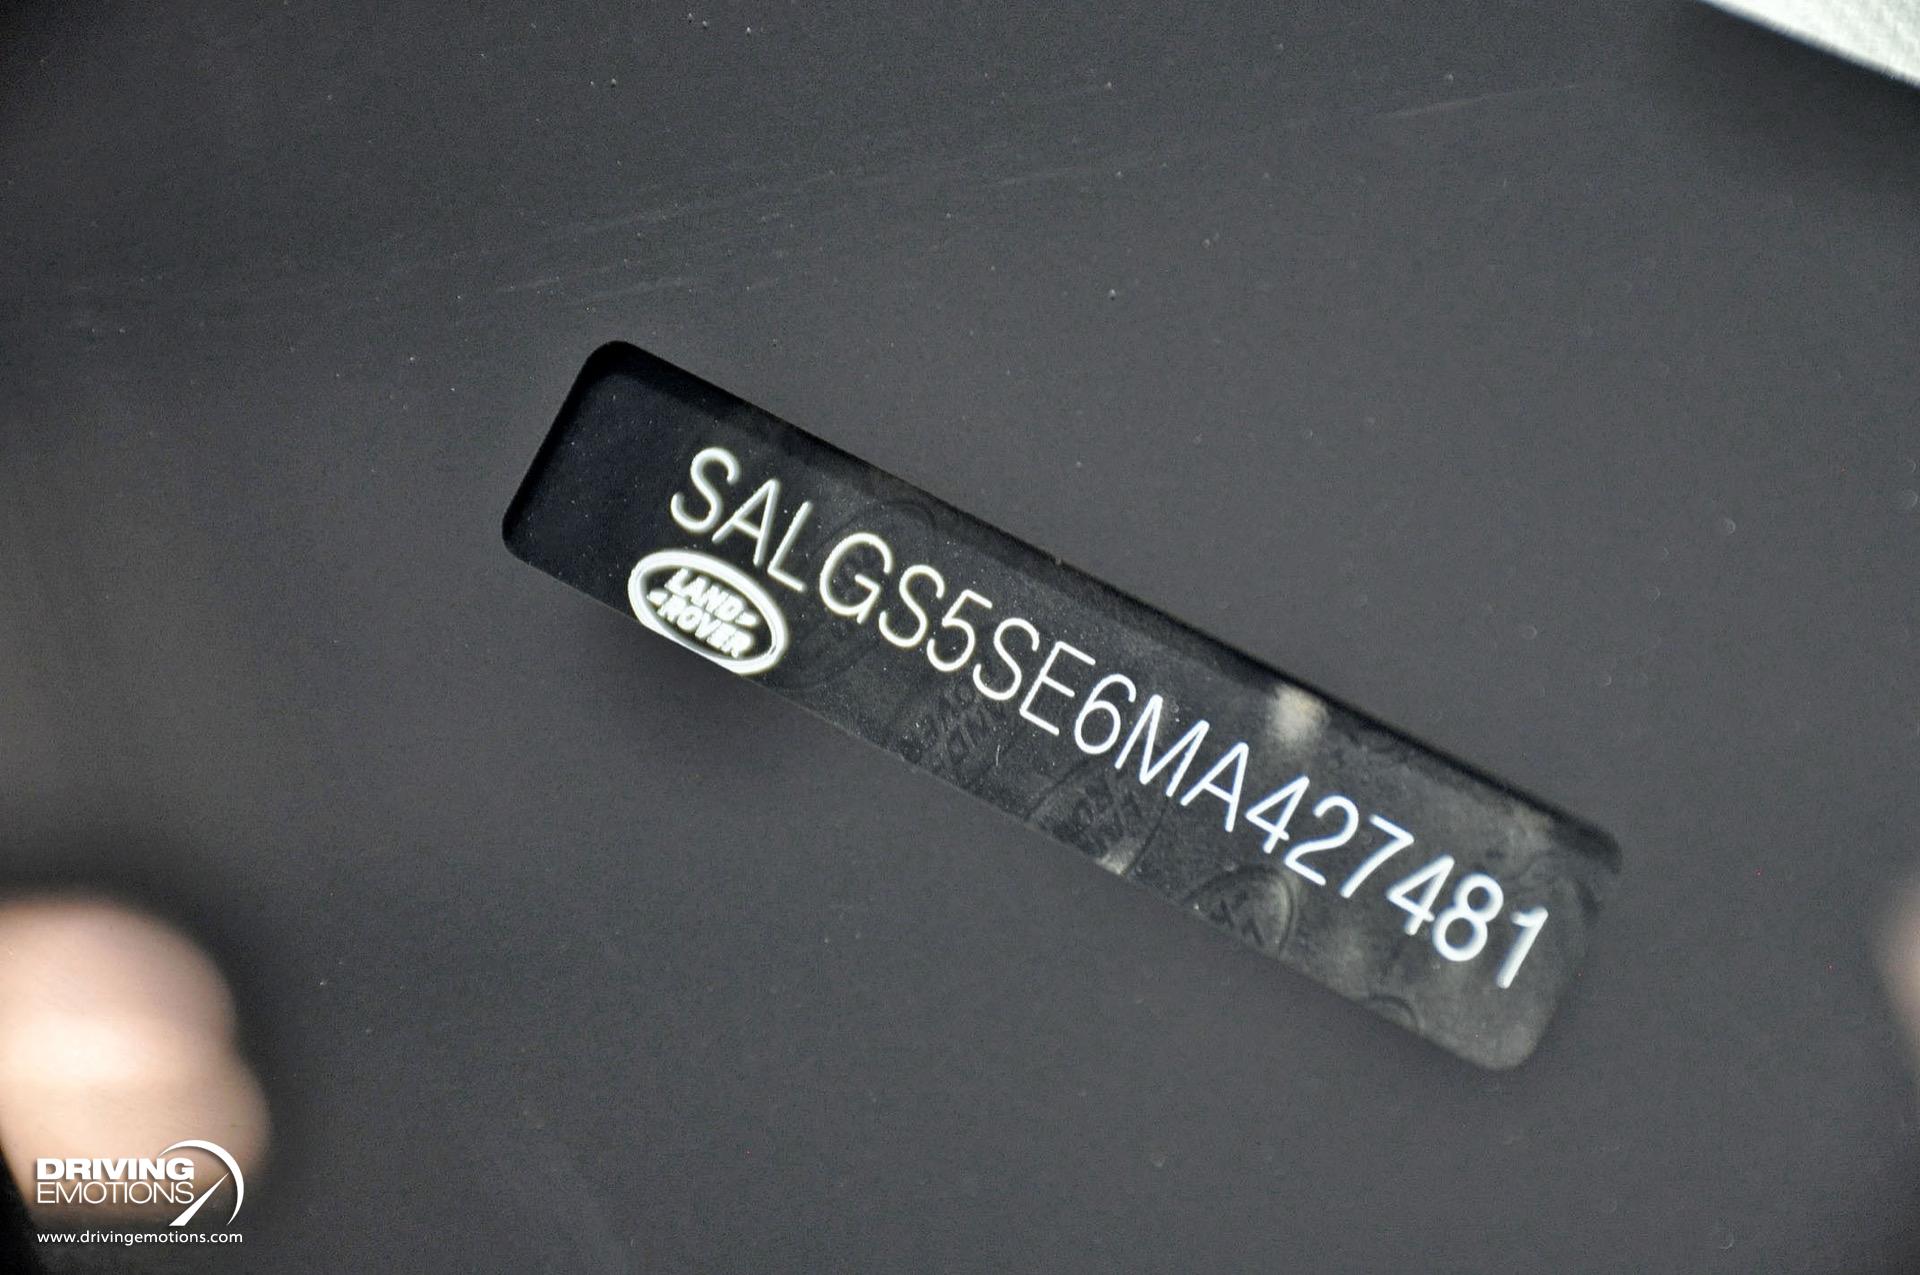 SALGS5SE6MA427481
LAND
ROVER
DRIVING
EMOTIONS
www.drivingemotions.com